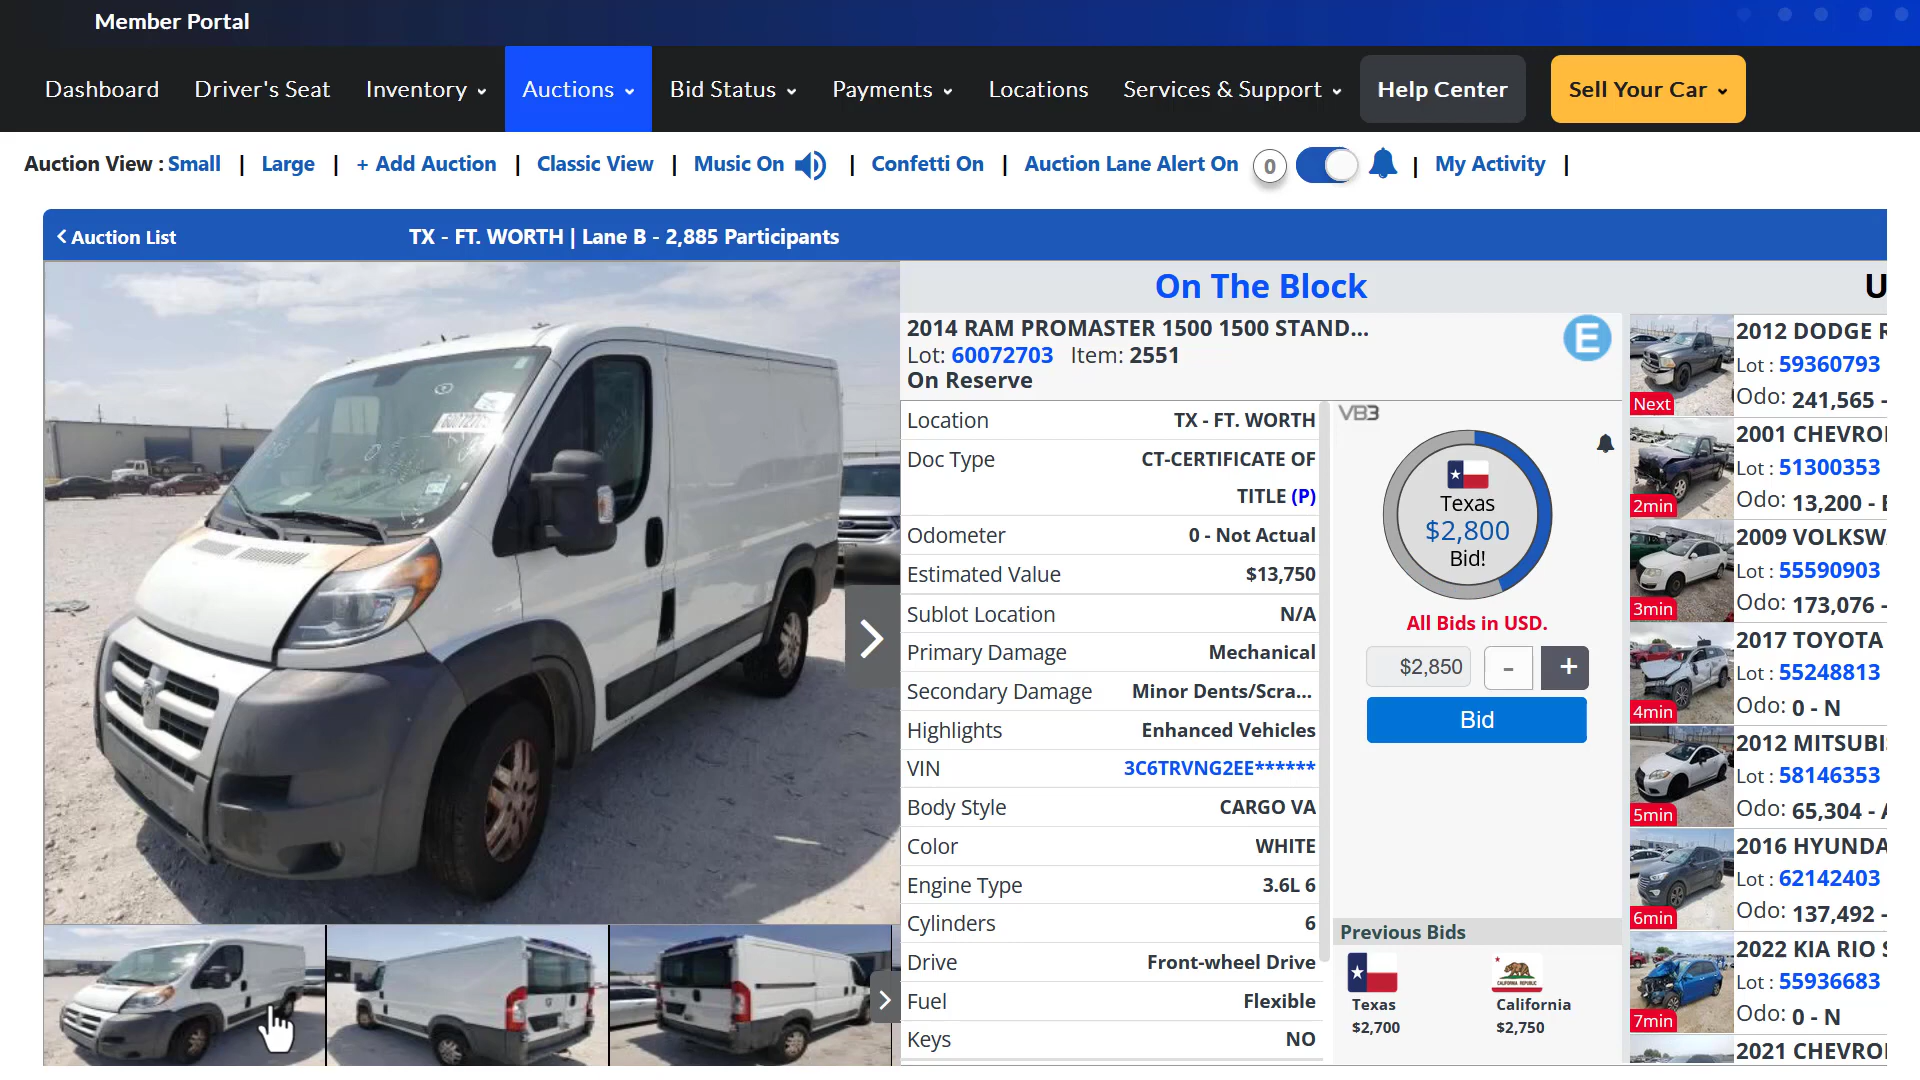 Member Portal
Dashboard Driver's Seat Inventory Auctions Bid Status Payments Locations Services & Support Help Center Sell Your Car
Auction View : Small | Large | + Add Auction | Classic View | Music On | Confetti On | Auction Lane Alert On 0 | My Activity |
Auction List
TX - FT. WORTH | Lane B - 2,885 Participants
On The Block
2014 RAM PROMASTER 1500 1500 STAND...
Lot: 60072703 Item: 2551
On Reserve
E
Location TX - FT. WORTH
Doc Type CT-CERTIFICATE OF
TITLE (P)
Odometer 0 - Not Actual
Estimated Value $13,750
Sublot Location N/A
Primary Damage Mechanical
Secondary Damage Minor Dents/Scra...
Highlights Enhanced Vehicles
VIN 3C6TRVNG2EE******
Body Style CARGO VA
Color WHITE
Engine Type 3.6L 6
Cylinders 6
Drive Front-wheel Drive
Fuel Flexible
Keys NO
VB3
Texas
$2,800
Bid!
All Bids in USD.
$2,850 - +
Bid
Previous Bids
Texas
$2,700
CALIFORNIA REPUBLIC
California
$2,750
U
2012 DODGE R
Lot : 59360793
Odo: 241,565 -
Next
2001 CHEVROL
Lot : 51300353
Odo: 13,200 - E
2min
2009 VOLKSW
Lot : 55590903
Odo: 173,076 -
3min
2017 TOYOTA
Lot : 55248813
Odo: 0 - N
4min
2012 MITSUBI
Lot : 58146353
Odo: 65,304 - A
5min
2016 HYUNDA
Lot : 62142403
Odo: 137,492 -
6min
2022 KIA RIO S
Lot : 55936683
Odo: 0 - N
7min
2021 CHEVROL